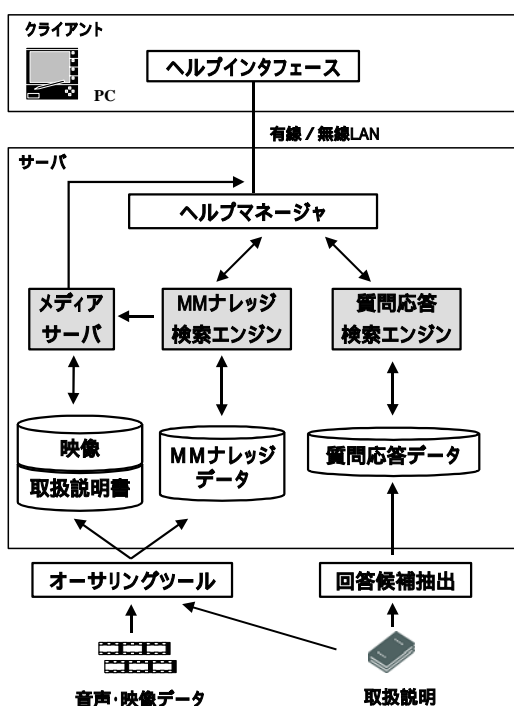 クライアント
ヘルプインタフェース
PC
有線/無線LAN
サーバ
ヘルプマネージャ
メディア
サーバ
MMナレッジ
検索エンジン
質問応答
検索エンジン
映像
取扱説明書
MMナレッジ
データ
質問応答データ
オーサリングツール
回答候補抽出
音声・映像データ
取扱説明